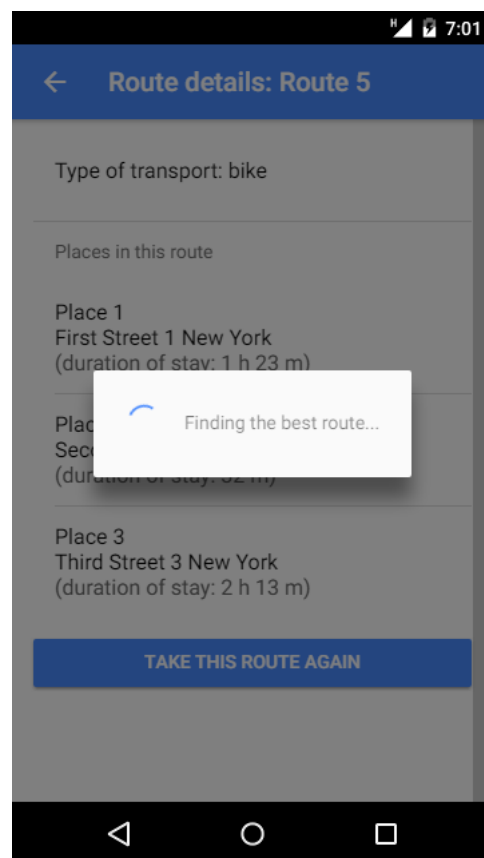 H 7:01
Route details: Route 5
Type of transport: bike
Places in this route
Place 1
First Street 1 New York
(duration of stay: 1 h 23 m)
Finding the best route...
Place 3
Third Street 3 New York
(duration of stay: 2 h 13 m)
TAKE THIS ROUTE AGAIN